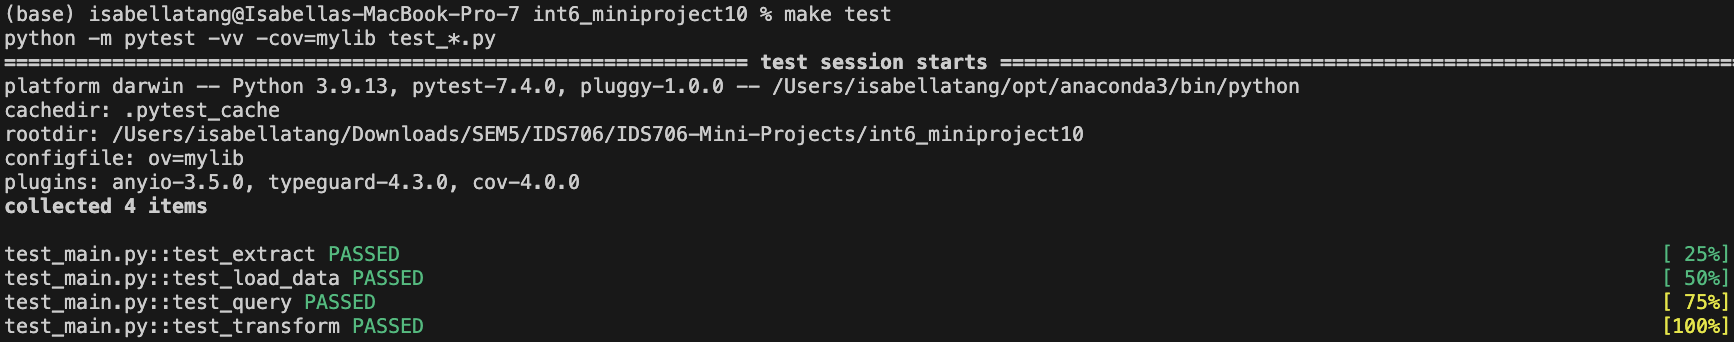 (base) isabellatang@Isabellas-MacBook-Pro-7 int6_miniproject10 % make test
python -m pytest -vv -cov=mylib test_*.py
============================================================== test session starts ==============================================================
platform darwin -- Python 3.9.13, pytest-7.4.0, pluggy-1.0.0 -- /Users/isabellatang/opt/anaconda3/bin/python
cachedir: .pytest_cache
rootdir: /Users/isabellatang/Downloads/SEM5/IDS706/IDS706-Mini-Projects/int6_miniproject10
configfile: ov=mylib
plugins: anyio-3.5.0, typeguard-4.3.0, cov-4.0.0
collected 4 items
test_main.py::test_extract PASSED [ 25%]
test_main.py::test_load_data PASSED [ 50%]
test_main.py::test_query PASSED [ 75%]
test_main.py::test_transform PASSED [100%]